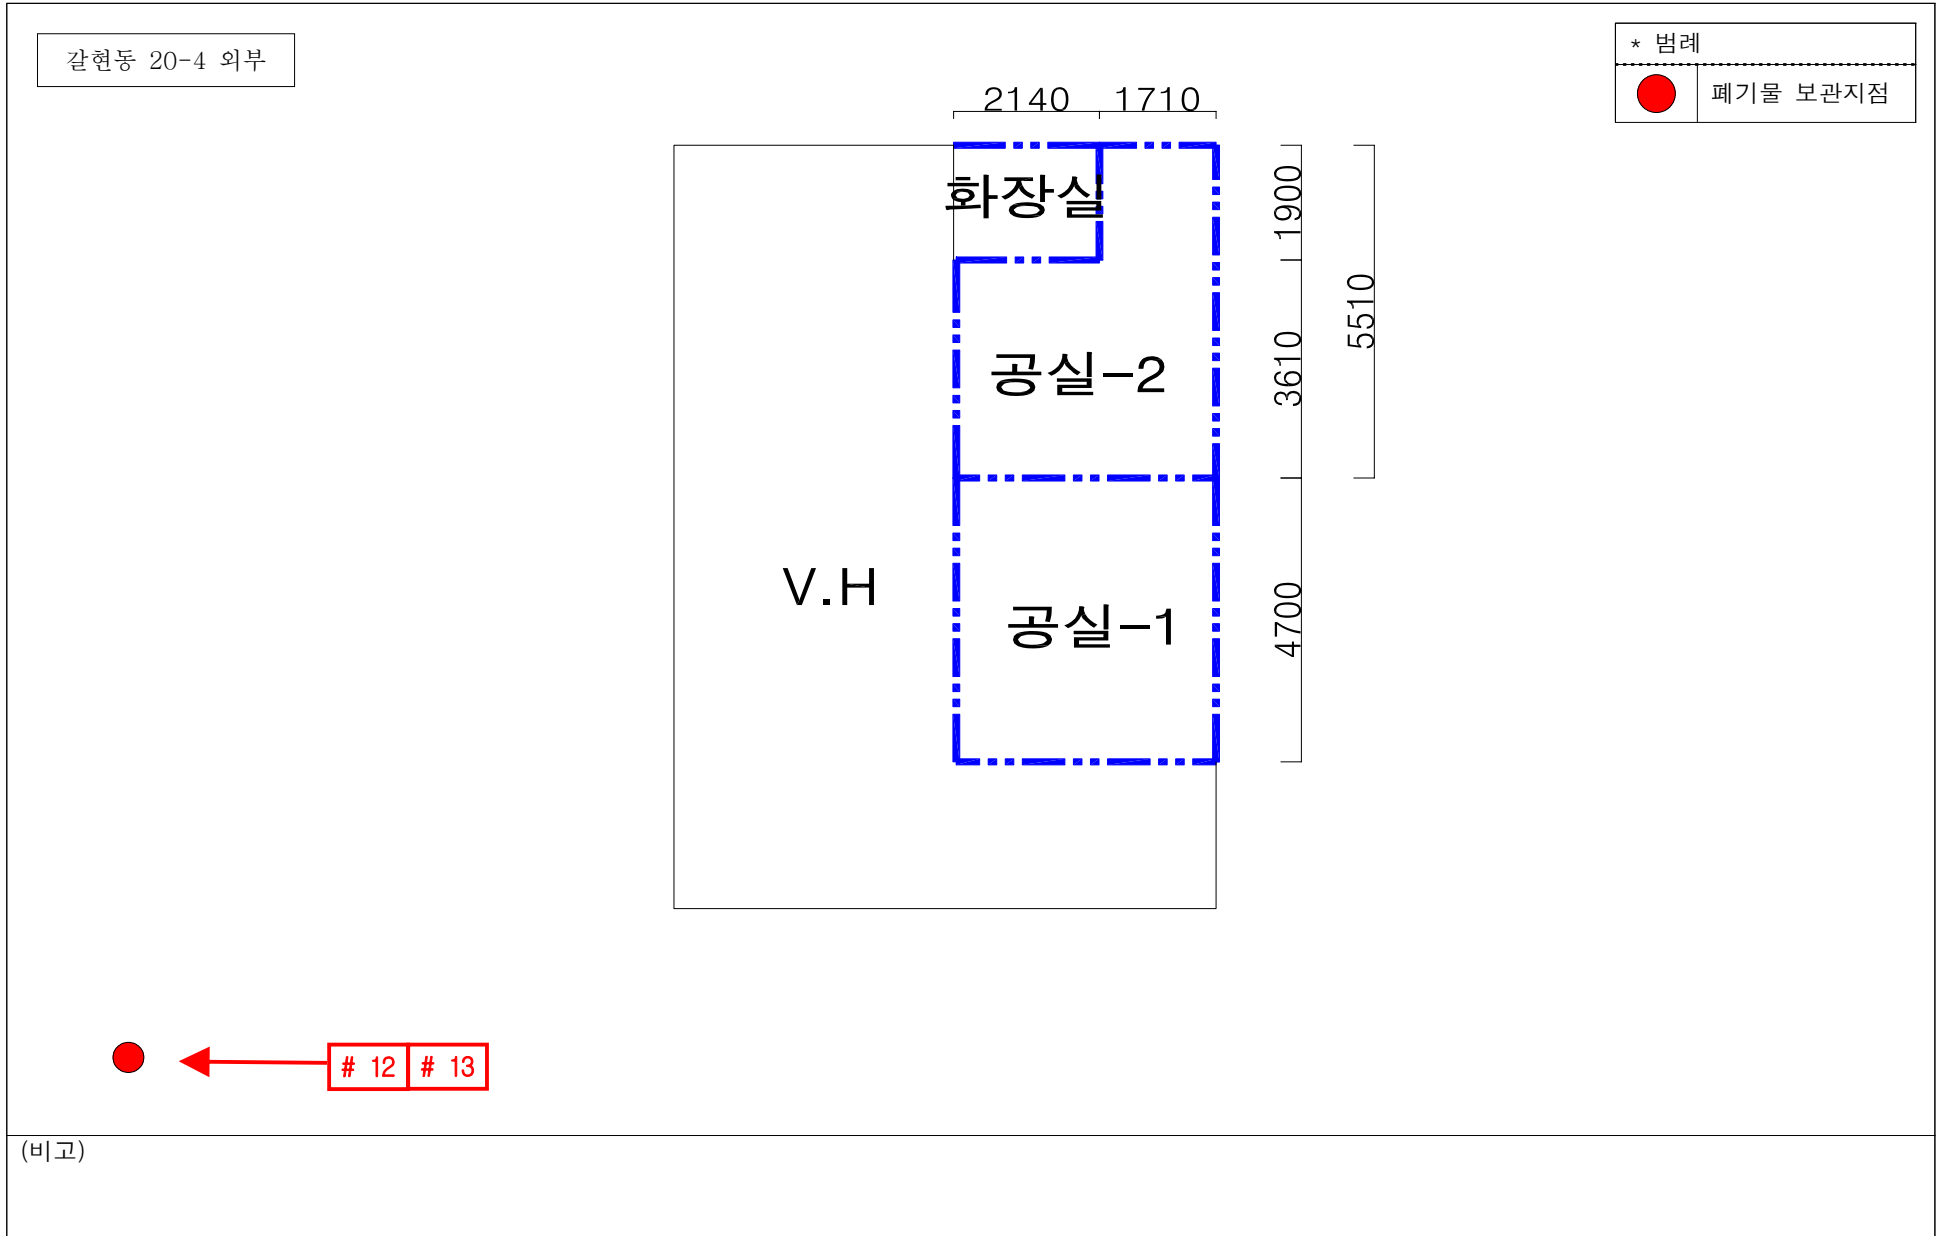 갈현동 20-4 외부
* 범례
폐기물 보관지점
2140 1710
화장실
1900
5510
공실-2
3610
V.H
공실-1
4700
# 12 # 13
(비고)